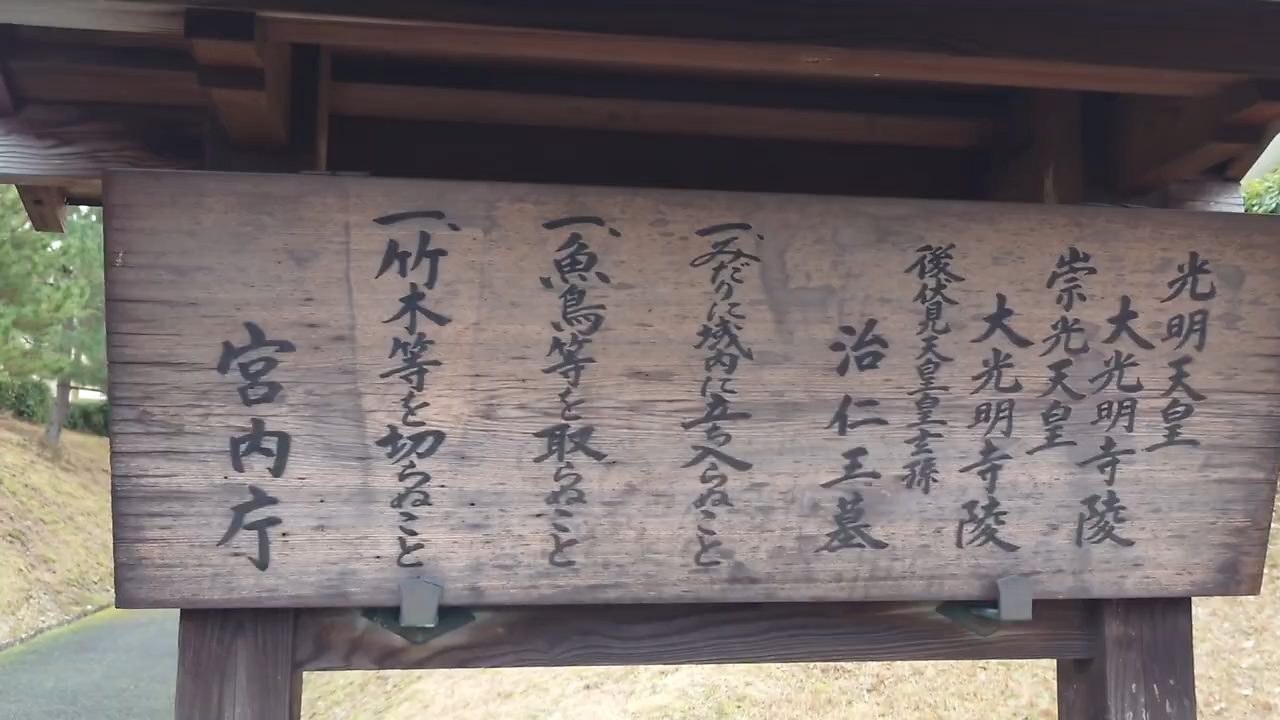 光明天皇
大光明寺陵
崇光天皇
大光明寺陵
後伏見天皇皇玄孫
治仁王墓
一、みだりに域内に立ち入らぬこと
一、魚鳥等を取らぬこと
一、竹木等を切らぬこと
宮内庁